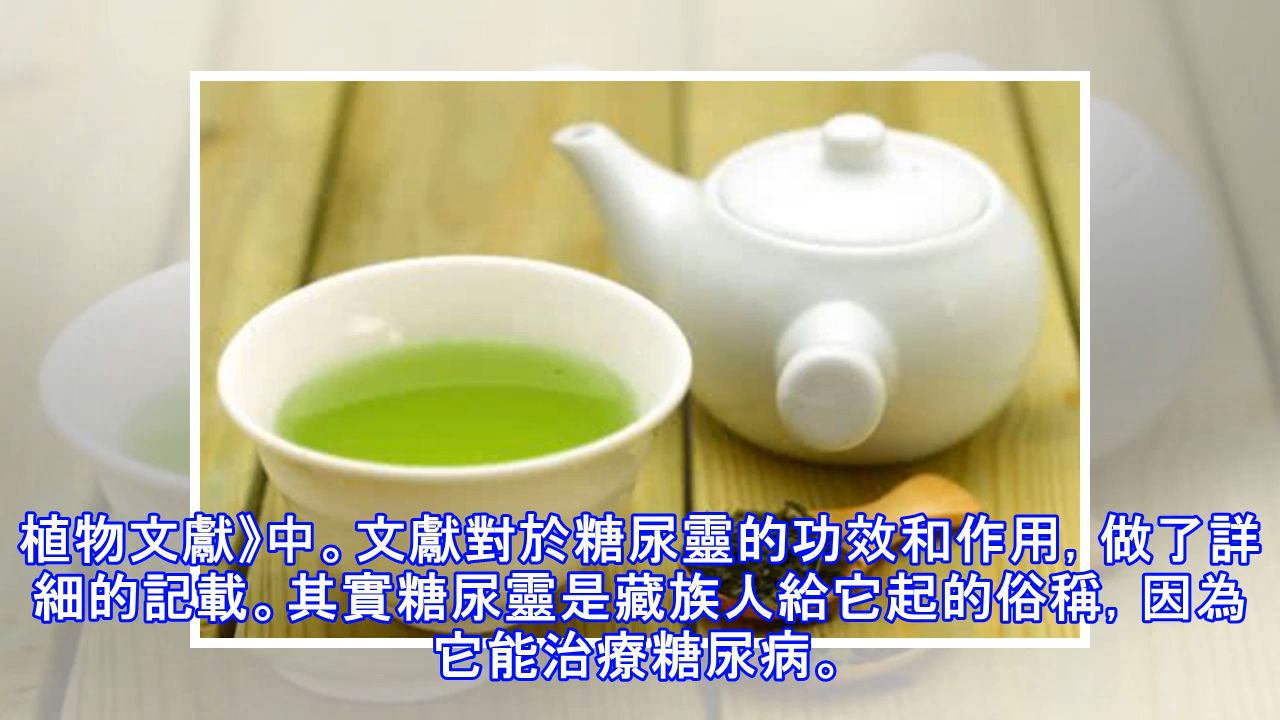 植物文獻》中。文獻對於糖尿靈的功效和作用，做了詳
細的記載。其實糖尿靈是藏族人給它起的俗稱，因為
它能治療糖尿病。